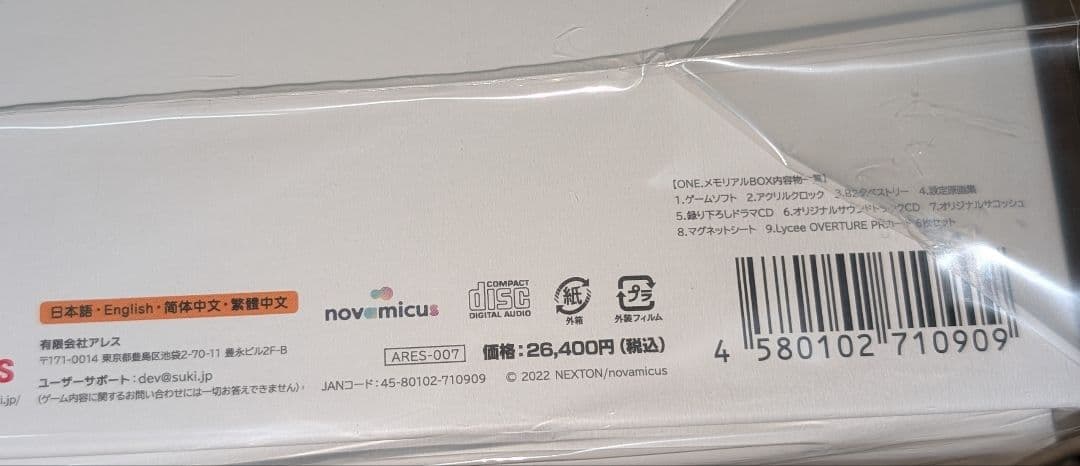 【ONE.メモリアルBOX内容物一覧】
1.ゲームソフト 2.アクリルクロック 3.B2タペストリー 4.設定原画集
5.録り下ろしドラマCD 6.オリジナルサウンドトラックCD 7.オリジナルサコッシュ
8.マグネットシート 9.Lycee OVERTURE PRカード 6枚セット
日本語・English・简体中文・繁體中文
novamicus
COMPACT
disc
DIGITAL AUDIO
紙
外箱
プラ
外装フィルム
有限会社アレス
〒171-0014 東京都豊島区池袋2-70-11 豊永ビル2F-B
ユーザーサポート:dev@suki.jp
(ゲーム内容に関するお問い合わせには一切お答えできません)
s
i.jp/
ARES-007
価格:26,400円(税込)
JANコード:45-80102-710909
© 2022 NEXTON/novamicus
4 580102 710909